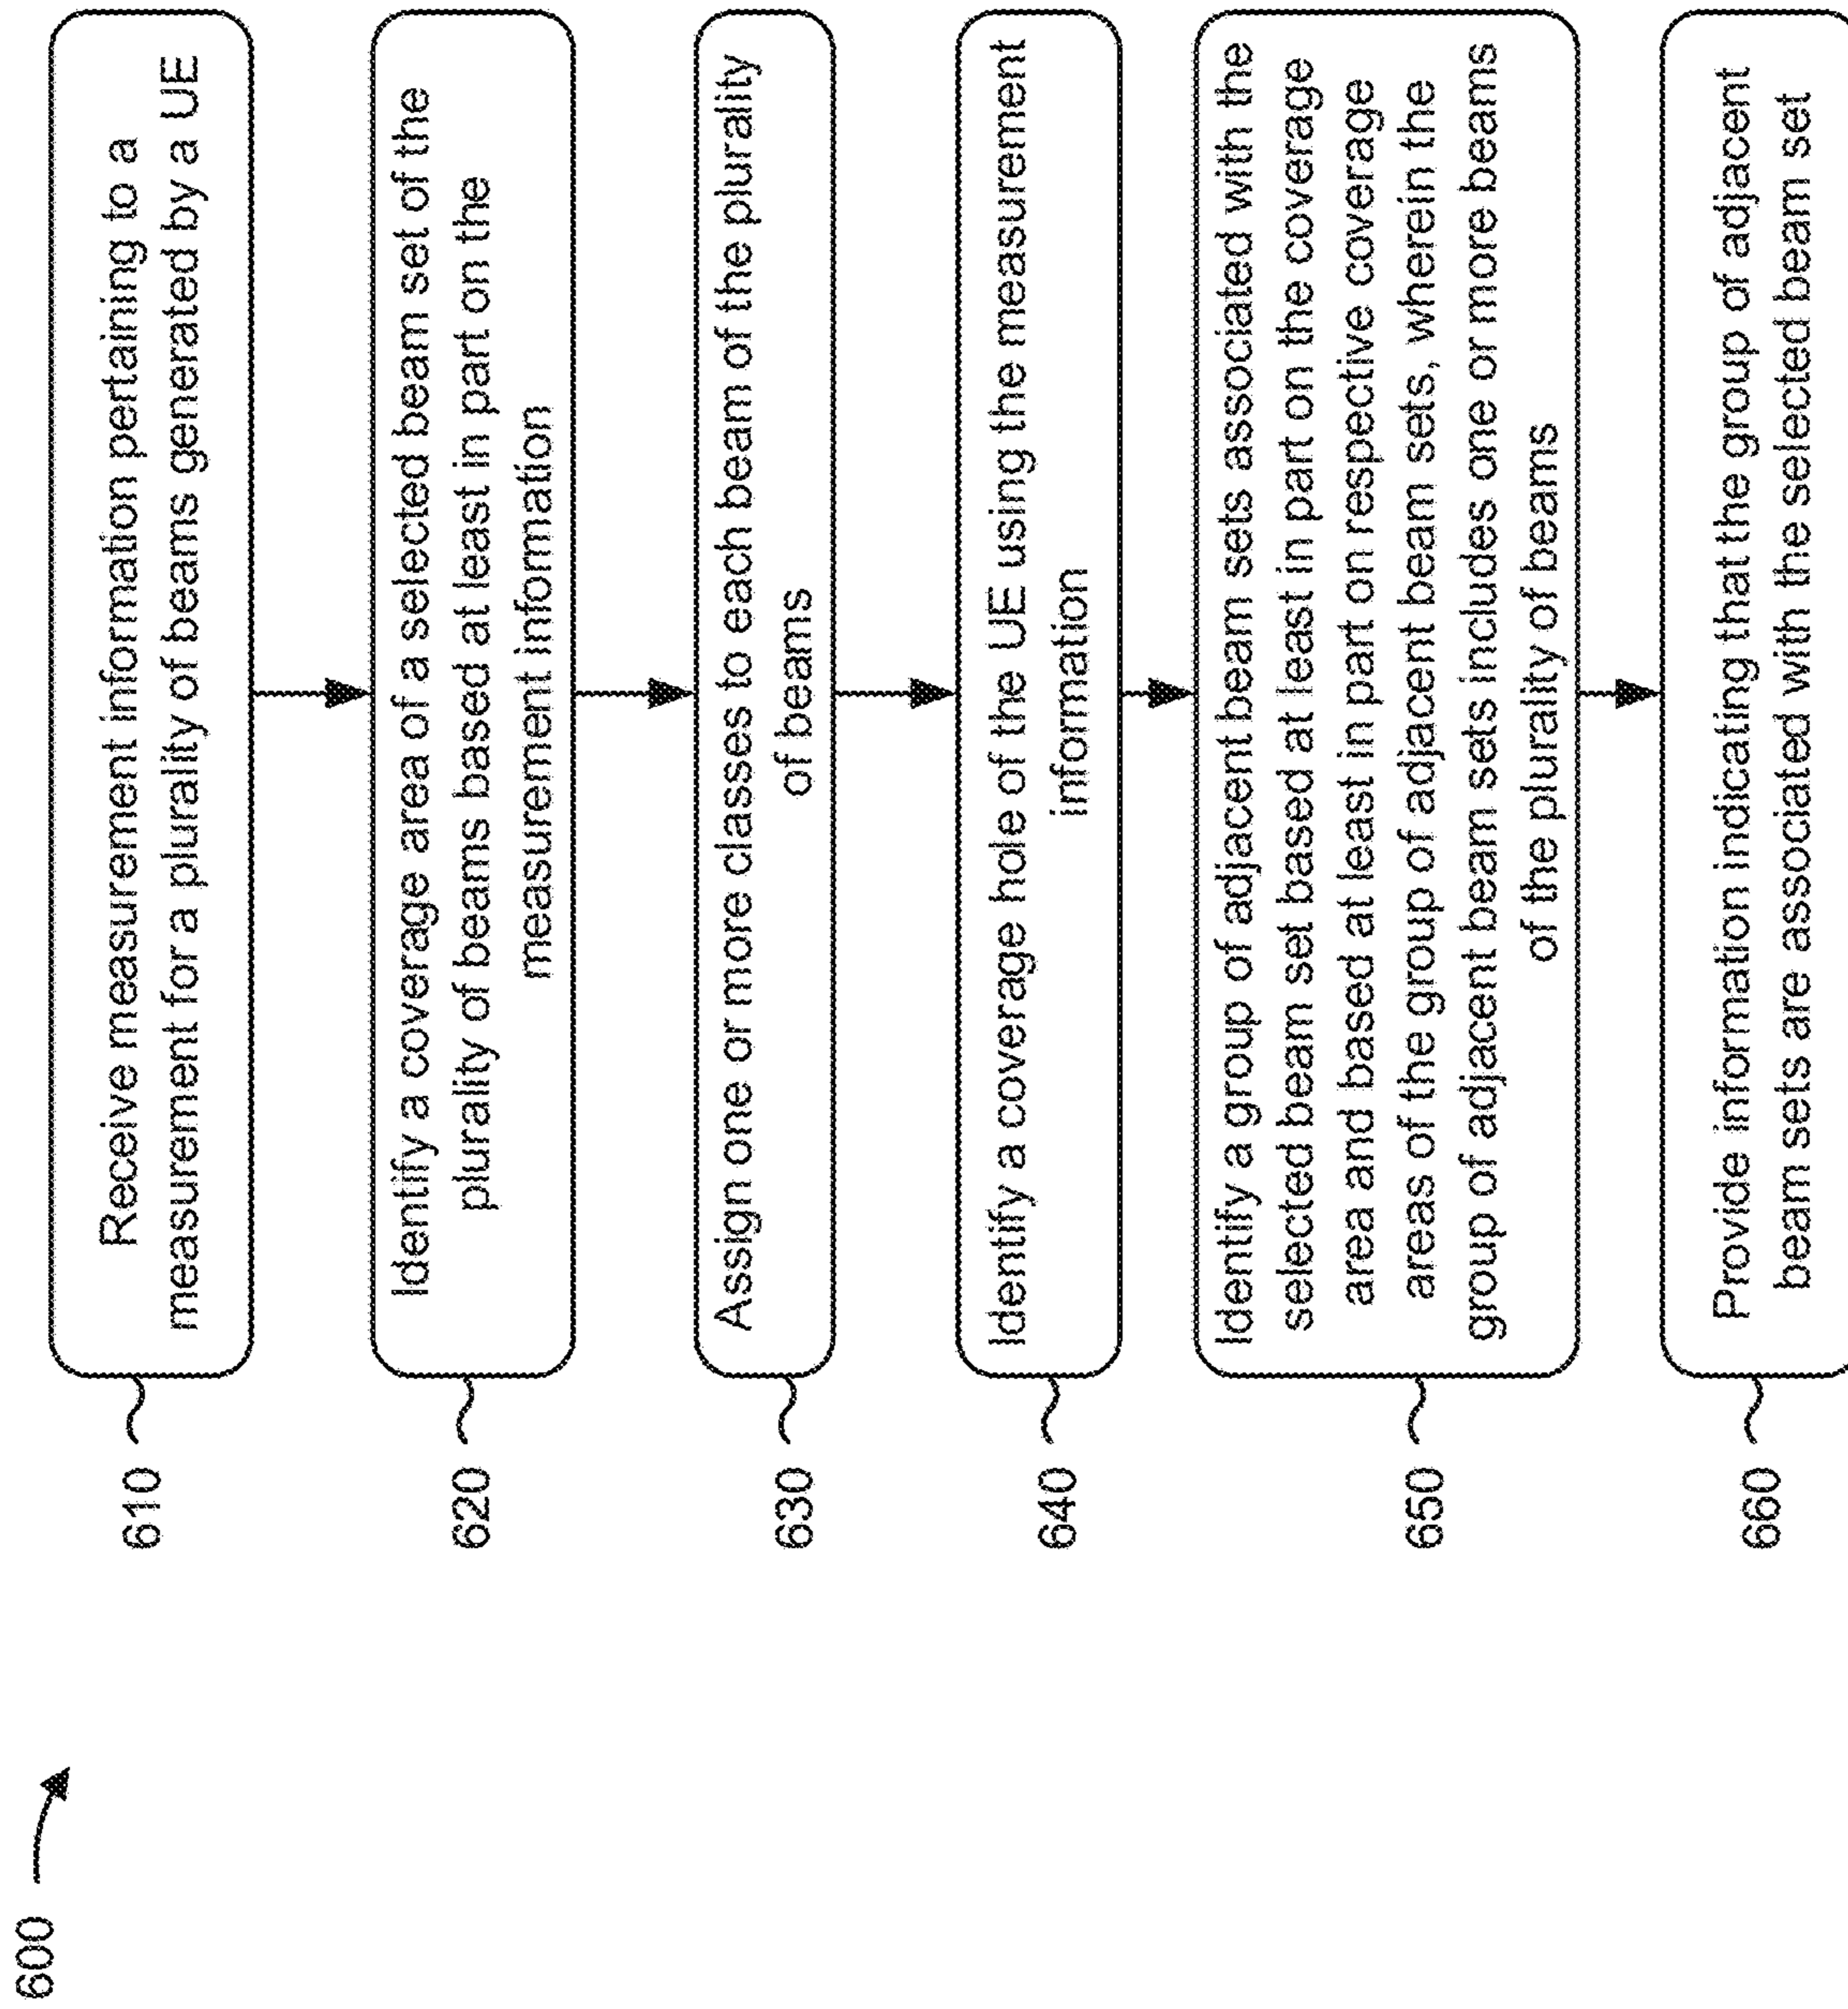 600
610
Receive measurement information pertaining to a
measurement for a plurality of beams generated by a UE
620
Identify a coverage area of a selected beam set of the
plurality of beams based at least in part on the
measurement information
630
Assign one or more classes to each beam of the plurality
of beams
640
Identify a coverage hole of the UE using the measurement
information
650
Identify a group of adjacent beam sets associated with the
selected beam set based at least in part on the coverage
area and based at least in part on respective coverage
areas of the group of adjacent beam sets, wherein the
group of adjacent beam sets includes one or more beams
of the plurality of beams
660
Provide information indicating that the group of adjacent
beam sets are associated with the selected beam set